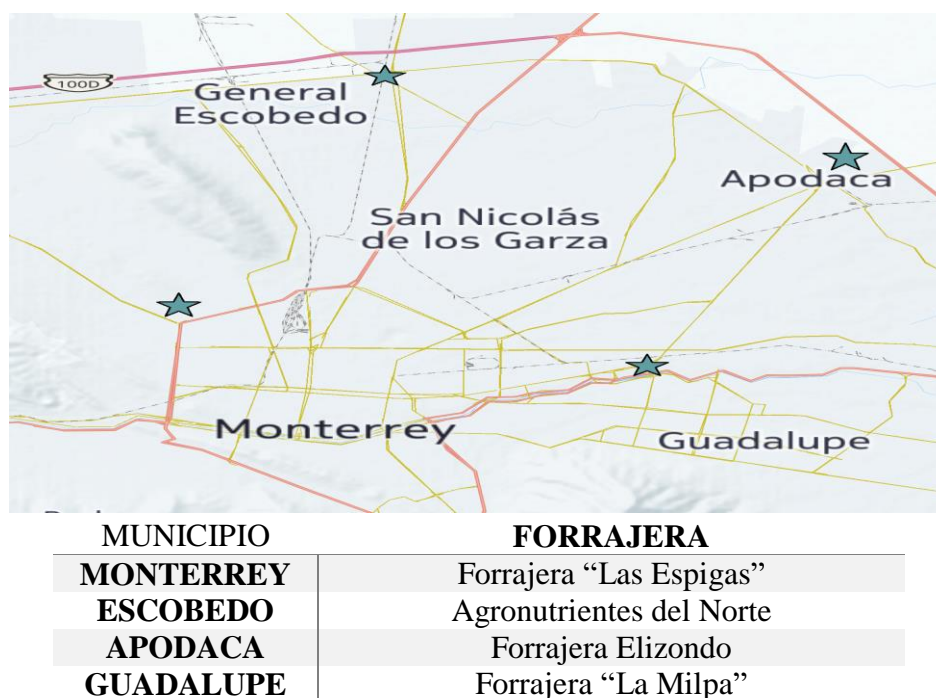 100D
General
Escobedo
Apodaca
San Nicolás
de los Garza
Monterrey
Guadalupe
MUNICIPIO FORRAJERA
MONTERREY Forrajera “Las Espigas”
ESCOBEDO Agronutrientes del Norte
APODACA Forrajera Elizondo
GUADALUPE Forrajera “La Milpa”